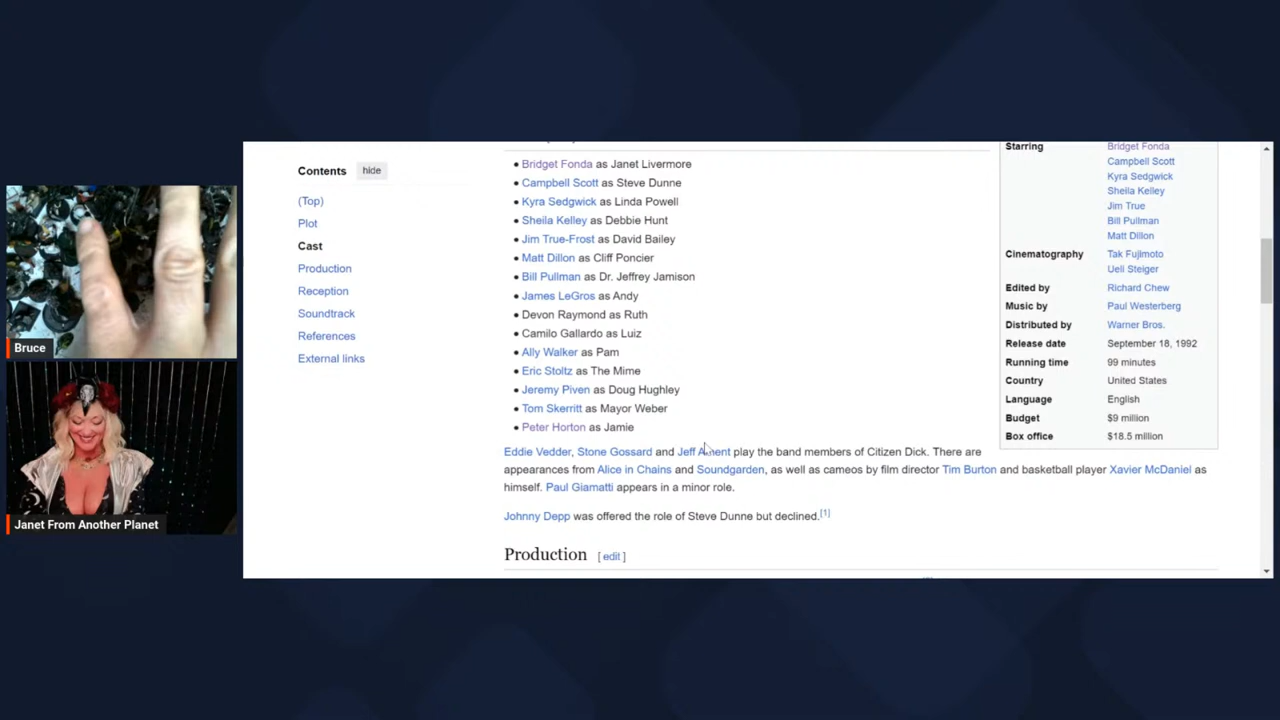 Contents hide
(Top)
Plot
Cast
Production
Reception
Soundtrack
References
External links
• Bridget Fonda as Janet Livermore
• Campbell Scott as Steve Dunne
• Kyra Sedgwick as Linda Powell
• Sheila Kelley as Debbie Hunt
• Jim True-Frost as David Bailey
• Matt Dillon as Cliff Poncier
• Bill Pullman as Dr. Jeffrey Jamison
• James LeGros as Andy
• Devon Raymond as Ruth
• Camilo Gallardo as Luiz
• Ally Walker as Pam
• Eric Stoltz as The Mime
• Jeremy Piven as Doug Hughley
• Tom Skerritt as Mayor Weber
• Peter Horton as Jamie
Eddie Vedder, Stone Gossard and Jeff Ament play the band members of Citizen Dick. There are
appearances from Alice in Chains and Soundgarden, as well as cameos by film director Tim Burton and basketball player Xavier McDaniel as
himself. Paul Giamatti appears in a minor role.
Johnny Depp was offered the role of Steve Dunne but declined.[1]
Production [ edit ]
Starring Bridget Fonda
Campbell Scott
Kyra Sedgwick
Sheila Kelley
Jim True
Bill Pullman
Matt Dillon
Cinematography Tak Fujimoto
Ueli Steiger
Edited by Richard Chew
Music by Paul Westerberg
Distributed by Warner Bros.
Release date September 18, 1992
Running time 99 minutes
Country United States
Language English
Budget $9 million
Box office $18.5 million
Bruce
Janet From Another Planet